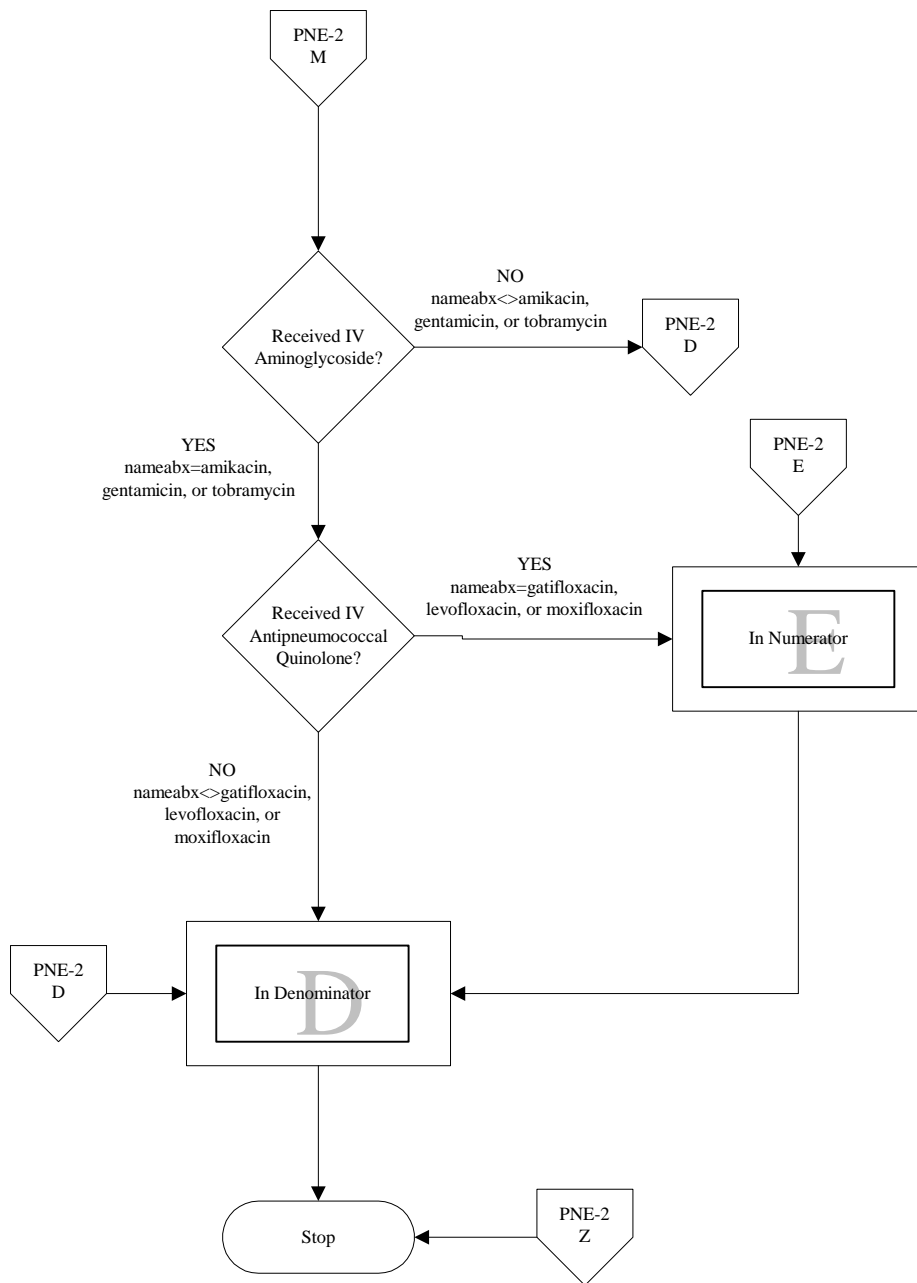 PNE-2
M
NO
nameabx<>amikacin,
gentamicin, or tobramycin
Received IV
Aminoglycoside?
PNE-2
D
YES
nameabx=amikacin,
gentamicin, or tobramycin
PNE-2
E
YES
nameabx=gatifloxacin,
levofloxacin, or moxifloxacin
Received IV
Antipneumococcal
Quinolone?
E
In Numerator
NO
nameabx<>gatifloxacin,
levofloxacin, or
moxifloxacin
PNE-2
D
D
In Denominator
Stop
PNE-2
Z